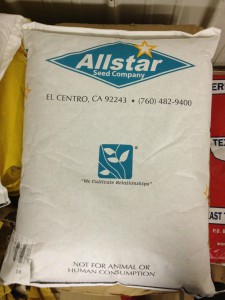 Allstar
Seed Company
EL CENTRO, CA 92243 • (760) 482-9400
"We Cultivate Relationships"
NOT FOR ANIMAL OR
HUMAN CONSUMPTION